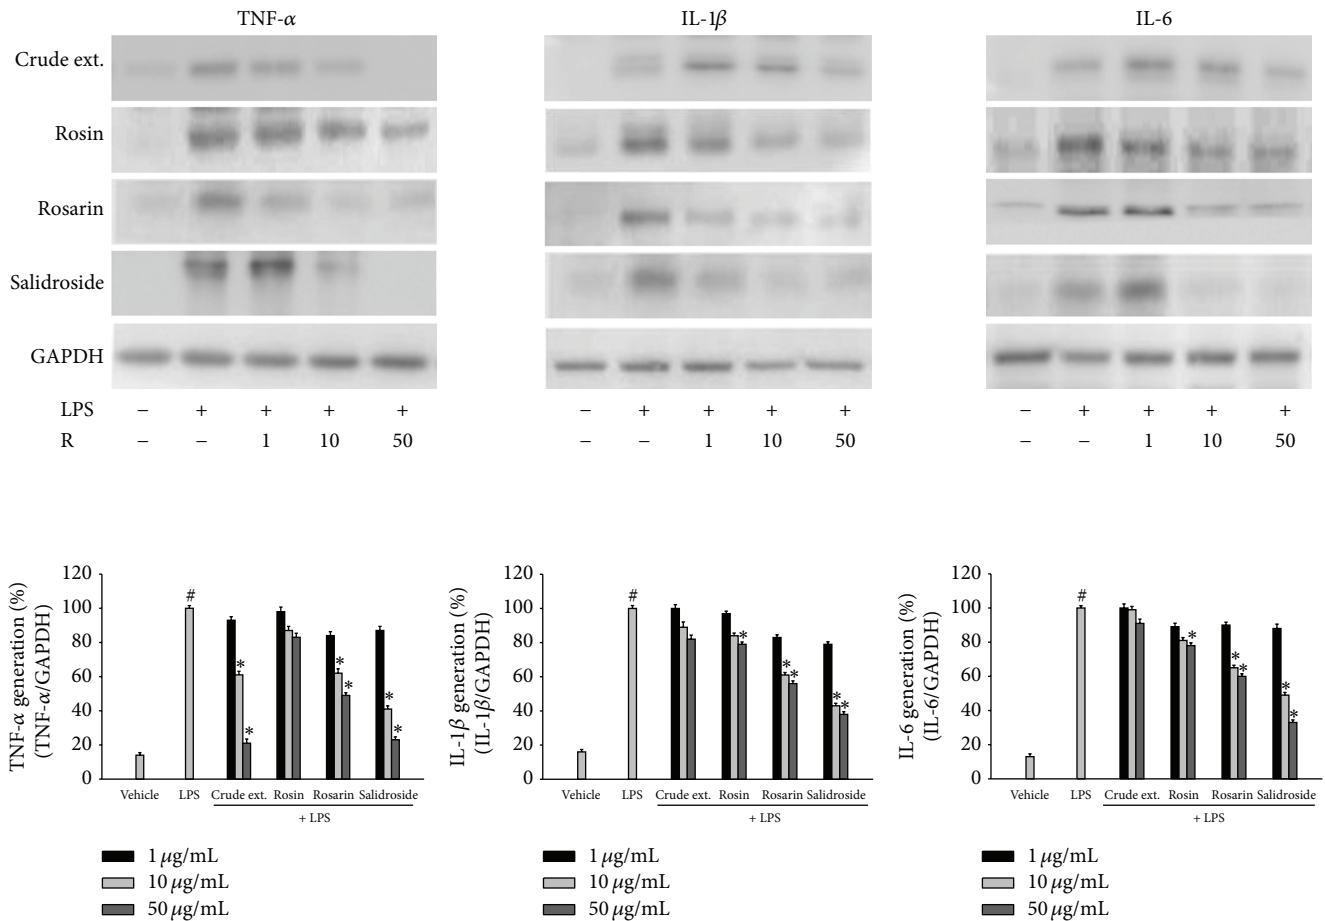 TNF-α IL-1β IL-6
Crude ext.
Rosin
Rosarin
Salidroside
GAPDH
LPS − + + + + − + + + + − + + + +
R − − 1 10 50 − − 1 10 50 − − 1 10 50
TNF-α generation (%)
(TNF-α/GAPDH)
120
100
80
60
40
20
0
#
*
*
*
*
*
*
Vehicle LPS Crude ext. Rosin Rosarin Salidroside
+ LPS
1 μg/mL
10 μg/mL
50 μg/mL
IL-1β generation (%)
(IL-1β/GAPDH)
120
100
80
60
40
20
0
#
*
*
*
*
*
Vehicle LPS Crude ext. Rosin Rosarin Salidroside
+ LPS
1 μg/mL
10 μg/mL
50 μg/mL
IL-6 generation (%)
(IL-6/GAPDH)
120
100
80
60
40
20
0
#
*
*
*
*
*
Vehicle LPS Crude ext. Rosin Rosarin Salidroside
+ LPS
1 μg/mL
10 μg/mL
50 μg/mL